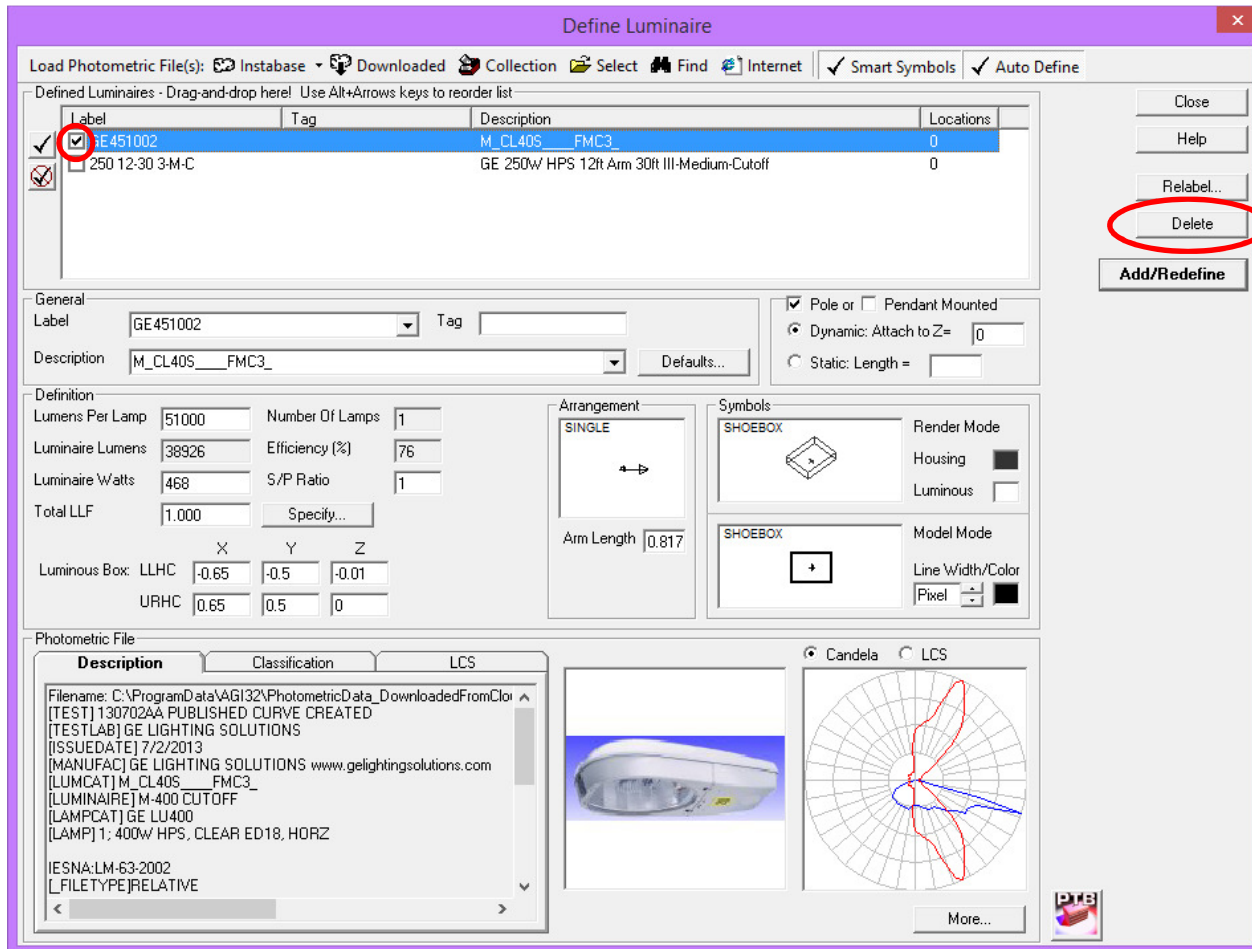 Define Luminaire
Load Photometric File(s): Instabase Downloaded Collection Select Find Internet Smart Symbols Auto Define
Defined Luminaires - Drag-and-drop here! Use Alt+Arrows keys to reorder list
Label Tag Description Locations
GE451002 M_CL40S____FMC3_ 0
250 12-30 3-M-C GE 250W HPS 12ft Arm 30ft III-Medium-Cutoff 0
Close
Help
Relabel...
Delete
Add/Redefine
General
Label GE451002 Tag
Description M_CL40S____FMC3_ Defaults...
Pole or Pendant Mounted
Dynamic: Attach to Z= 0
Static: Length =
Definition
Lumens Per Lamp 51000 Number Of Lamps 1
Luminaire Lumens 38926 Efficiency (%) 76
Luminaire Watts 468 S/P Ratio 1
Total LLF 1.000 Specify...
X Y Z
Luminous Box: LLHC -0.65 -0.5 -0.01
URHC 0.65 0.5 0
Arrangement
SINGLE
Arm Length 0.817
Symbols
SHOEBOX
Render Mode
Housing
Luminous
SHOEBOX
Model Mode
Line Width/Color
Pixel
Photometric File
Description Classification LCS
Filename: C:\ProgramData\AGI32\PhotometricData_DownloadedFromClou
[TEST] 130702AA PUBLISHED CURVE CREATED
[TESTLAB] GE LIGHTING SOLUTIONS
[ISSUEDATE] 7/2/2013
[MANUFAC] GE LIGHTING SOLUTIONS www.gelightingsolutions.com
[LUMCAT] M_CL40S____FMC3_
[LUMINAIRE] M-400 CUTOFF
[LAMPCAT] GE LU400
[LAMP] 1; 400W HPS, CLEAR ED18, HORZ
IESNA:LM-63-2002
[_FILETYPE]RELATIVE
Candela LCS
More...
PTB